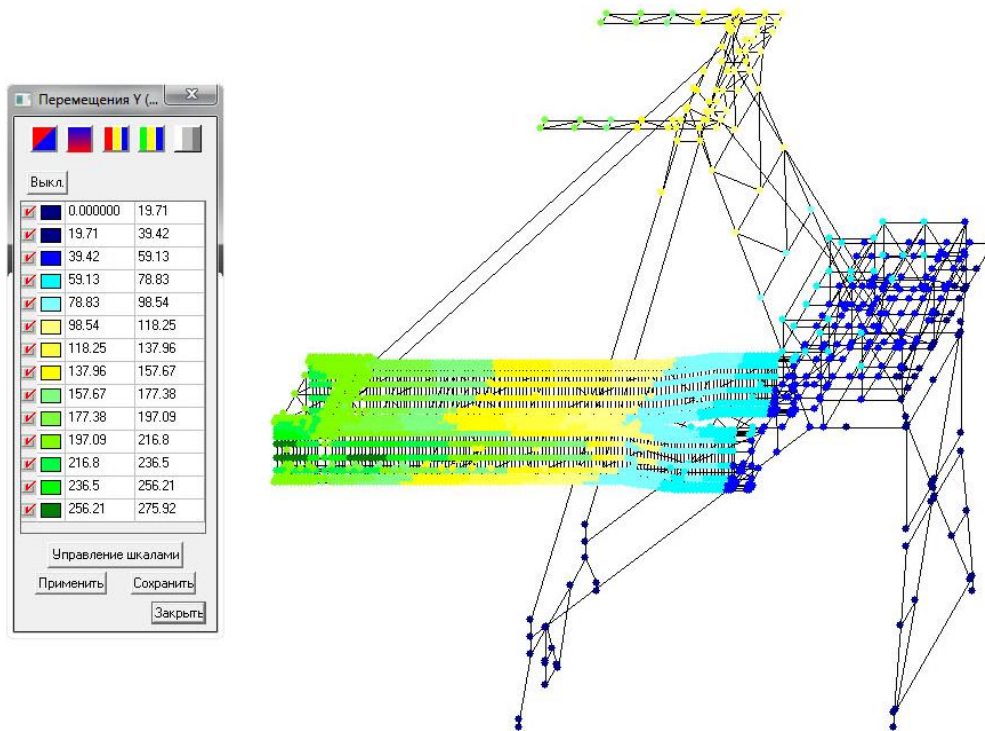 Перемещения Y (...
Выкл.
0.000000 19.71
19.71 39.42
39.42 59.13
59.13 78.83
78.83 98.54
98.54 118.25
118.25 137.96
137.96 157.67
157.67 177.38
177.38 197.09
197.09 216.8
216.8 236.5
236.5 256.21
256.21 275.92
Управление шкалами
Применить Сохранить
Закрыть